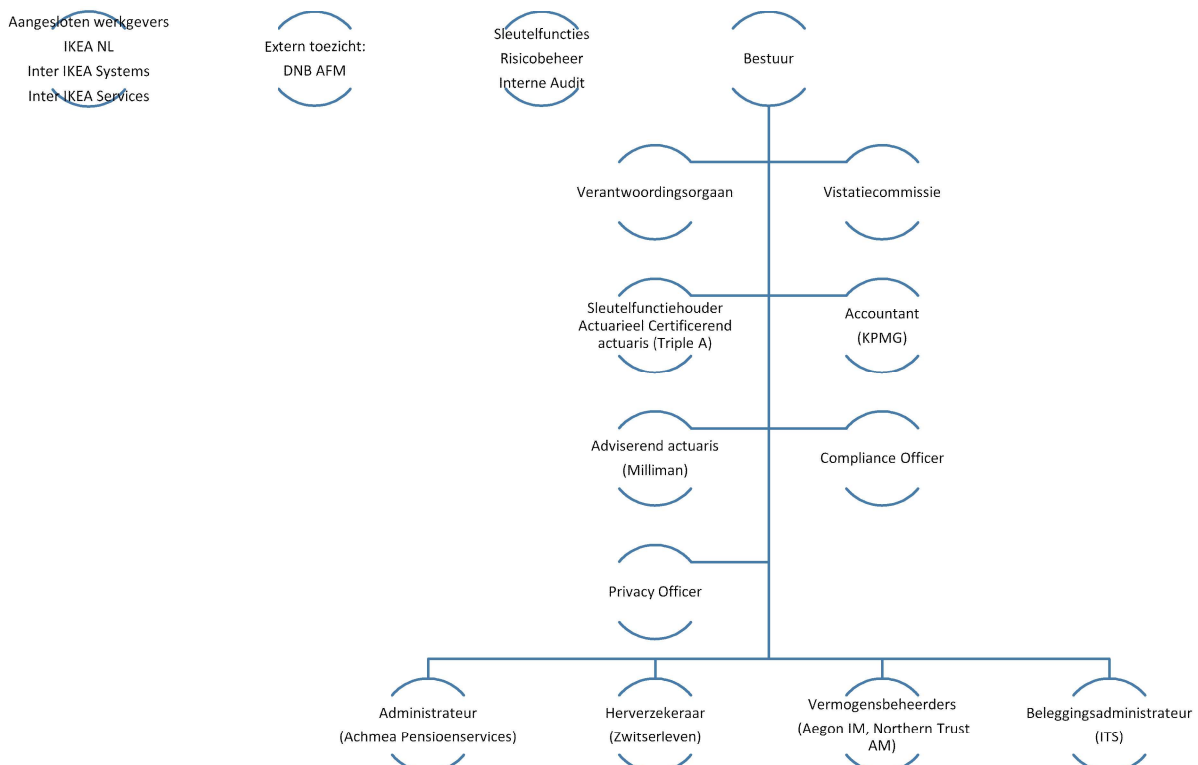 Aangesloten werkgevers
IKEA NL
Inter IKEA Systems
Inter IKEA Services
Extern toezicht:
DNB AFM
Sleutelfuncties
Risicobeheer
Interne Audit
Bestuur
Verantwoordingsorgaan
Vistatiecommissie
Sleutelfunctiehouder
Actuarieel Certificerend
actuaris (Triple A)
Accountant
(KPMG)
Adviserend actuaris
(Milliman)
Compliance Officer
Privacy Officer
Administrateur
(Achmea Pensioenservices)
Herverzekeraar
(Zwitserleven)
Vermogensbeheerders
(Aegon IM, Northern Trust
AM)
Beleggingsadministrateur
(ITS)